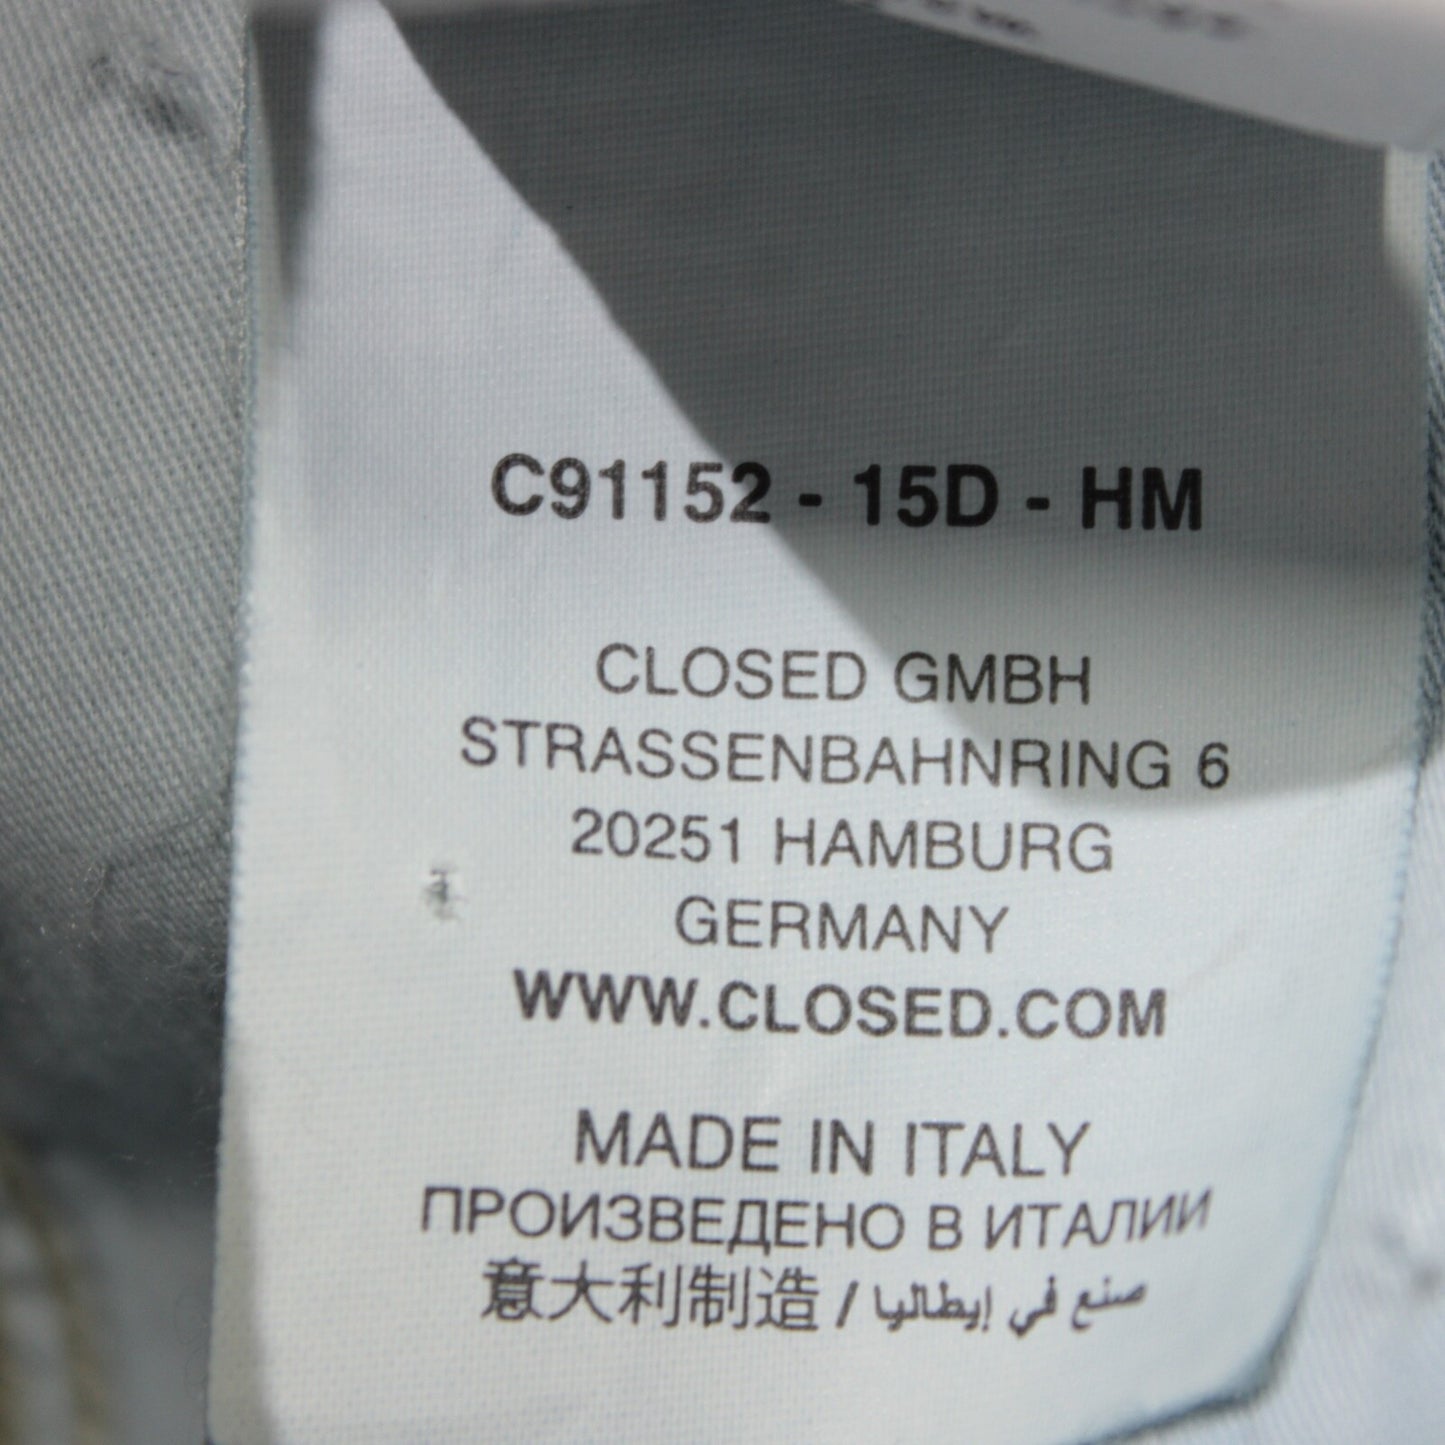 C91152 - 15D - HM
CLOSED GMBH
STRASSENBAHNRING 6
20251 HAMBURG
GERMANY
WWW.CLOSED.COM
MADE IN ITALY
ПРОИЗВЕДЕНО В ИТАЛИИ
意大利制造 / صنع في إيطاليا